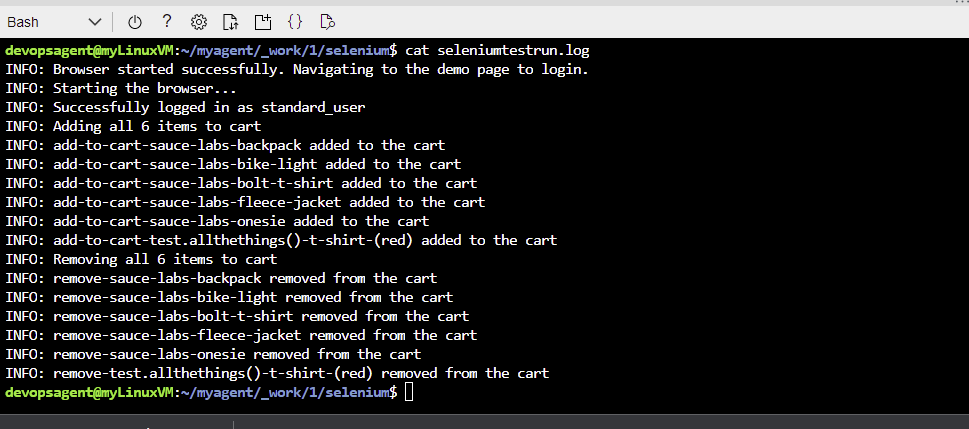 Bash
devopsagent@myLinuxVM:~/myagent/_work/1/selenium$ cat seleniumtestrun.log
INFO: Browser started successfully. Navigating to the demo page to login.
INFO: Starting the browser...
INFO: Successfully logged in as standard_user
INFO: Adding all 6 items to cart
INFO: add-to-cart-sauce-labs-backpack added to the cart
INFO: add-to-cart-sauce-labs-bike-light added to the cart
INFO: add-to-cart-sauce-labs-bolt-t-shirt added to the cart
INFO: add-to-cart-sauce-labs-fleece-jacket added to the cart
INFO: add-to-cart-sauce-labs-onesie added to the cart
INFO: add-to-cart-test.allthethings()-t-shirt-(red) added to the cart
INFO: Removing all 6 items to cart
INFO: remove-sauce-labs-backpack removed from the cart
INFO: remove-sauce-labs-bike-light removed from the cart
INFO: remove-sauce-labs-bolt-t-shirt removed from the cart
INFO: remove-sauce-labs-fleece-jacket removed from the cart
INFO: remove-sauce-labs-onesie removed from the cart
INFO: remove-test.allthethings()-t-shirt-(red) removed from the cart
devopsagent@myLinuxVM:~/myagent/_work/1/selenium$